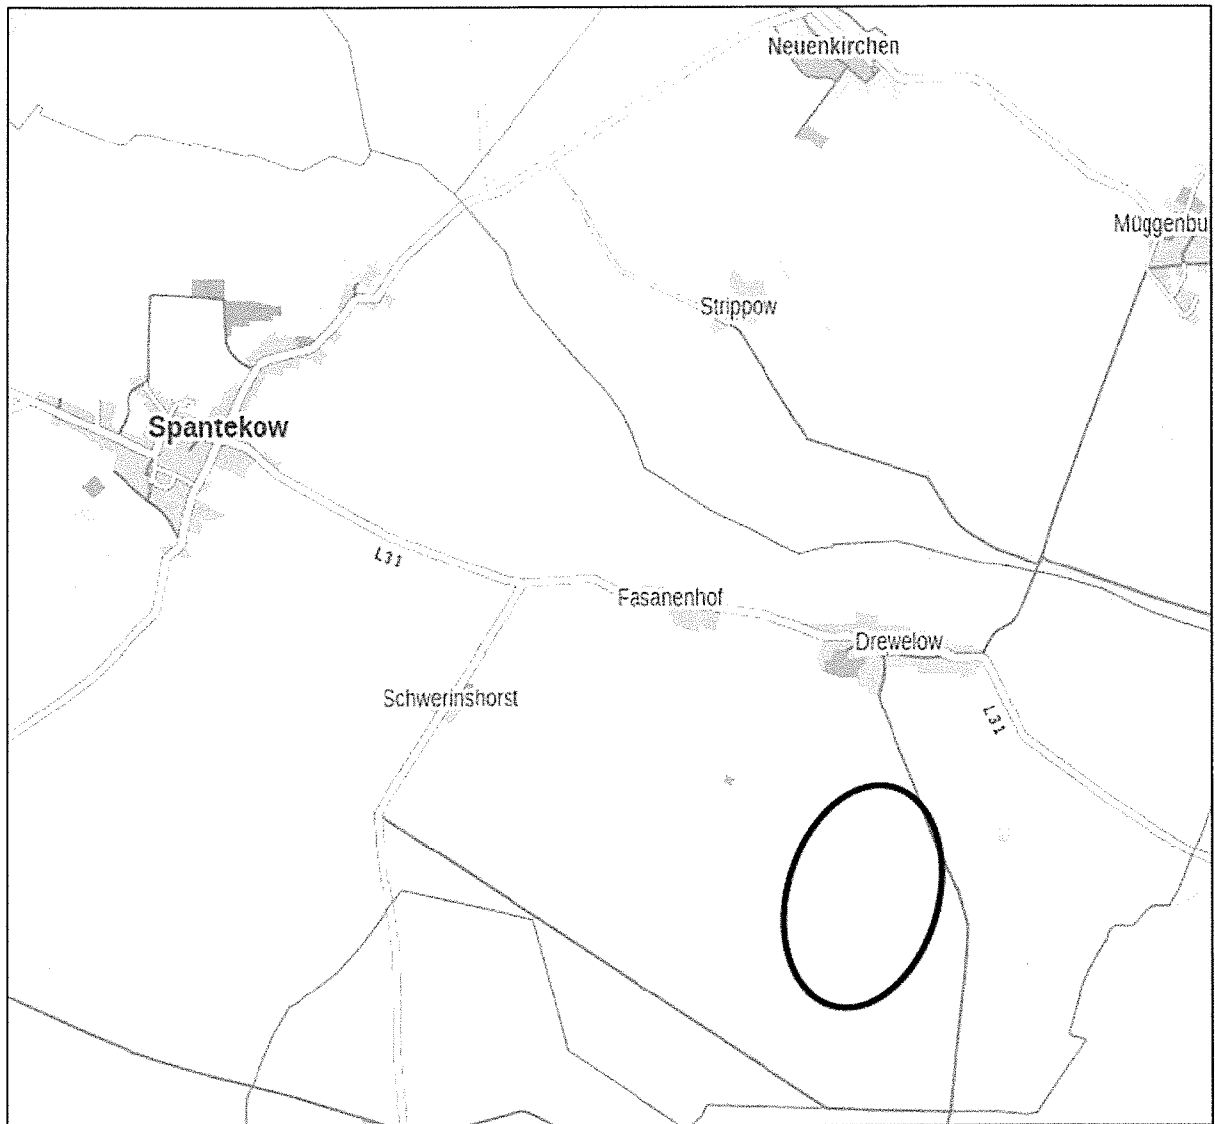 Neuenkirchen
Müggenbu
Strippow
Spantekow
L31
Fasanenhof
Drewelow
Schwerinshorst
L31